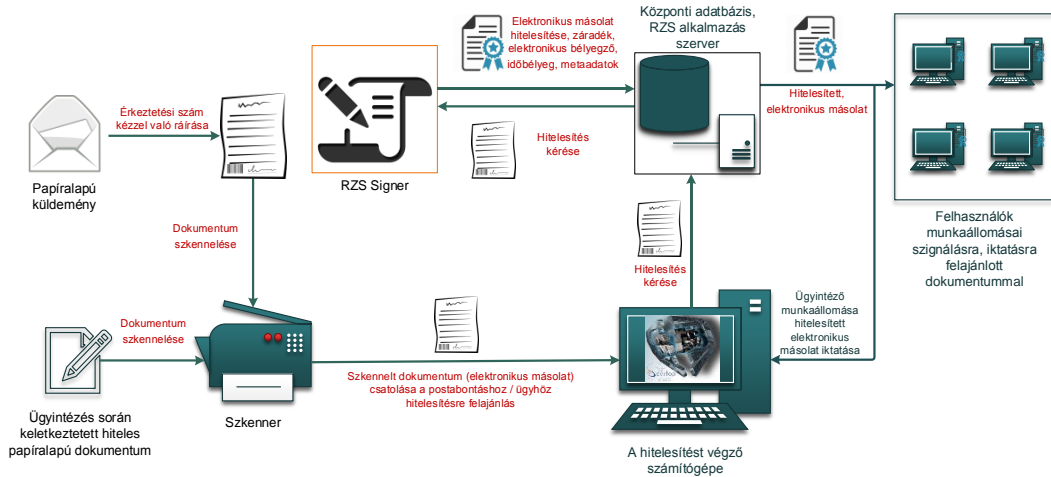 Elektronikus másolat
hitelesítése, záradék,
elektronikus bélyegző,
időbélyeg, metaadatok
Központi adatbázis,
RZS alkalmazás
szerver
Érkeztetési szám
kézzel való ráírása
Hitelesítés
kérése
Hitelesített,
elektronikus másolat
Papíralapú
küldemény
RZS Signer
Dokumentum
szkennelése
Hitelesítés
kérése
Felhasználók
munkaállomásai
szignálásra, iktatásra
felajánlott
dokumentummal
Dokumentum
szkennelése
Ügyintéző
munkaállomása
hitelesített
elektronikus
másolat iktatása
Szkennelt dokumentum (elektronikus másolat)
csatolása a postabontáshoz / ügyhöz
hitelesítésre felajánlás
Ügyintézés során
keletkeztetett hiteles
papíralapú dokumentum
Szkenner
A hitelesítést végző
számítógépe